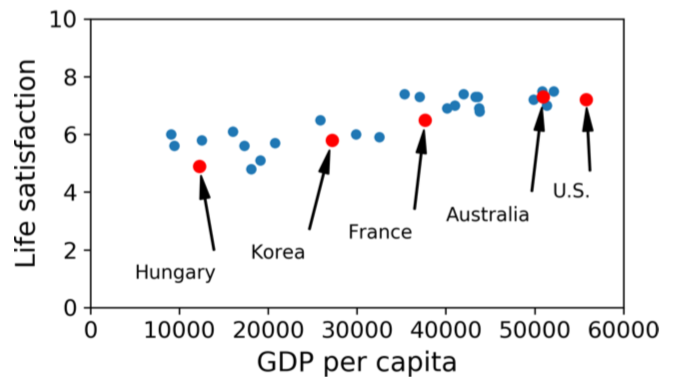 10
8
6
4
2
0
Life satisfaction
Hungary
Korea
France
Australia
U.S.
0 10000 20000 30000 40000 50000 60000
GDP per capita